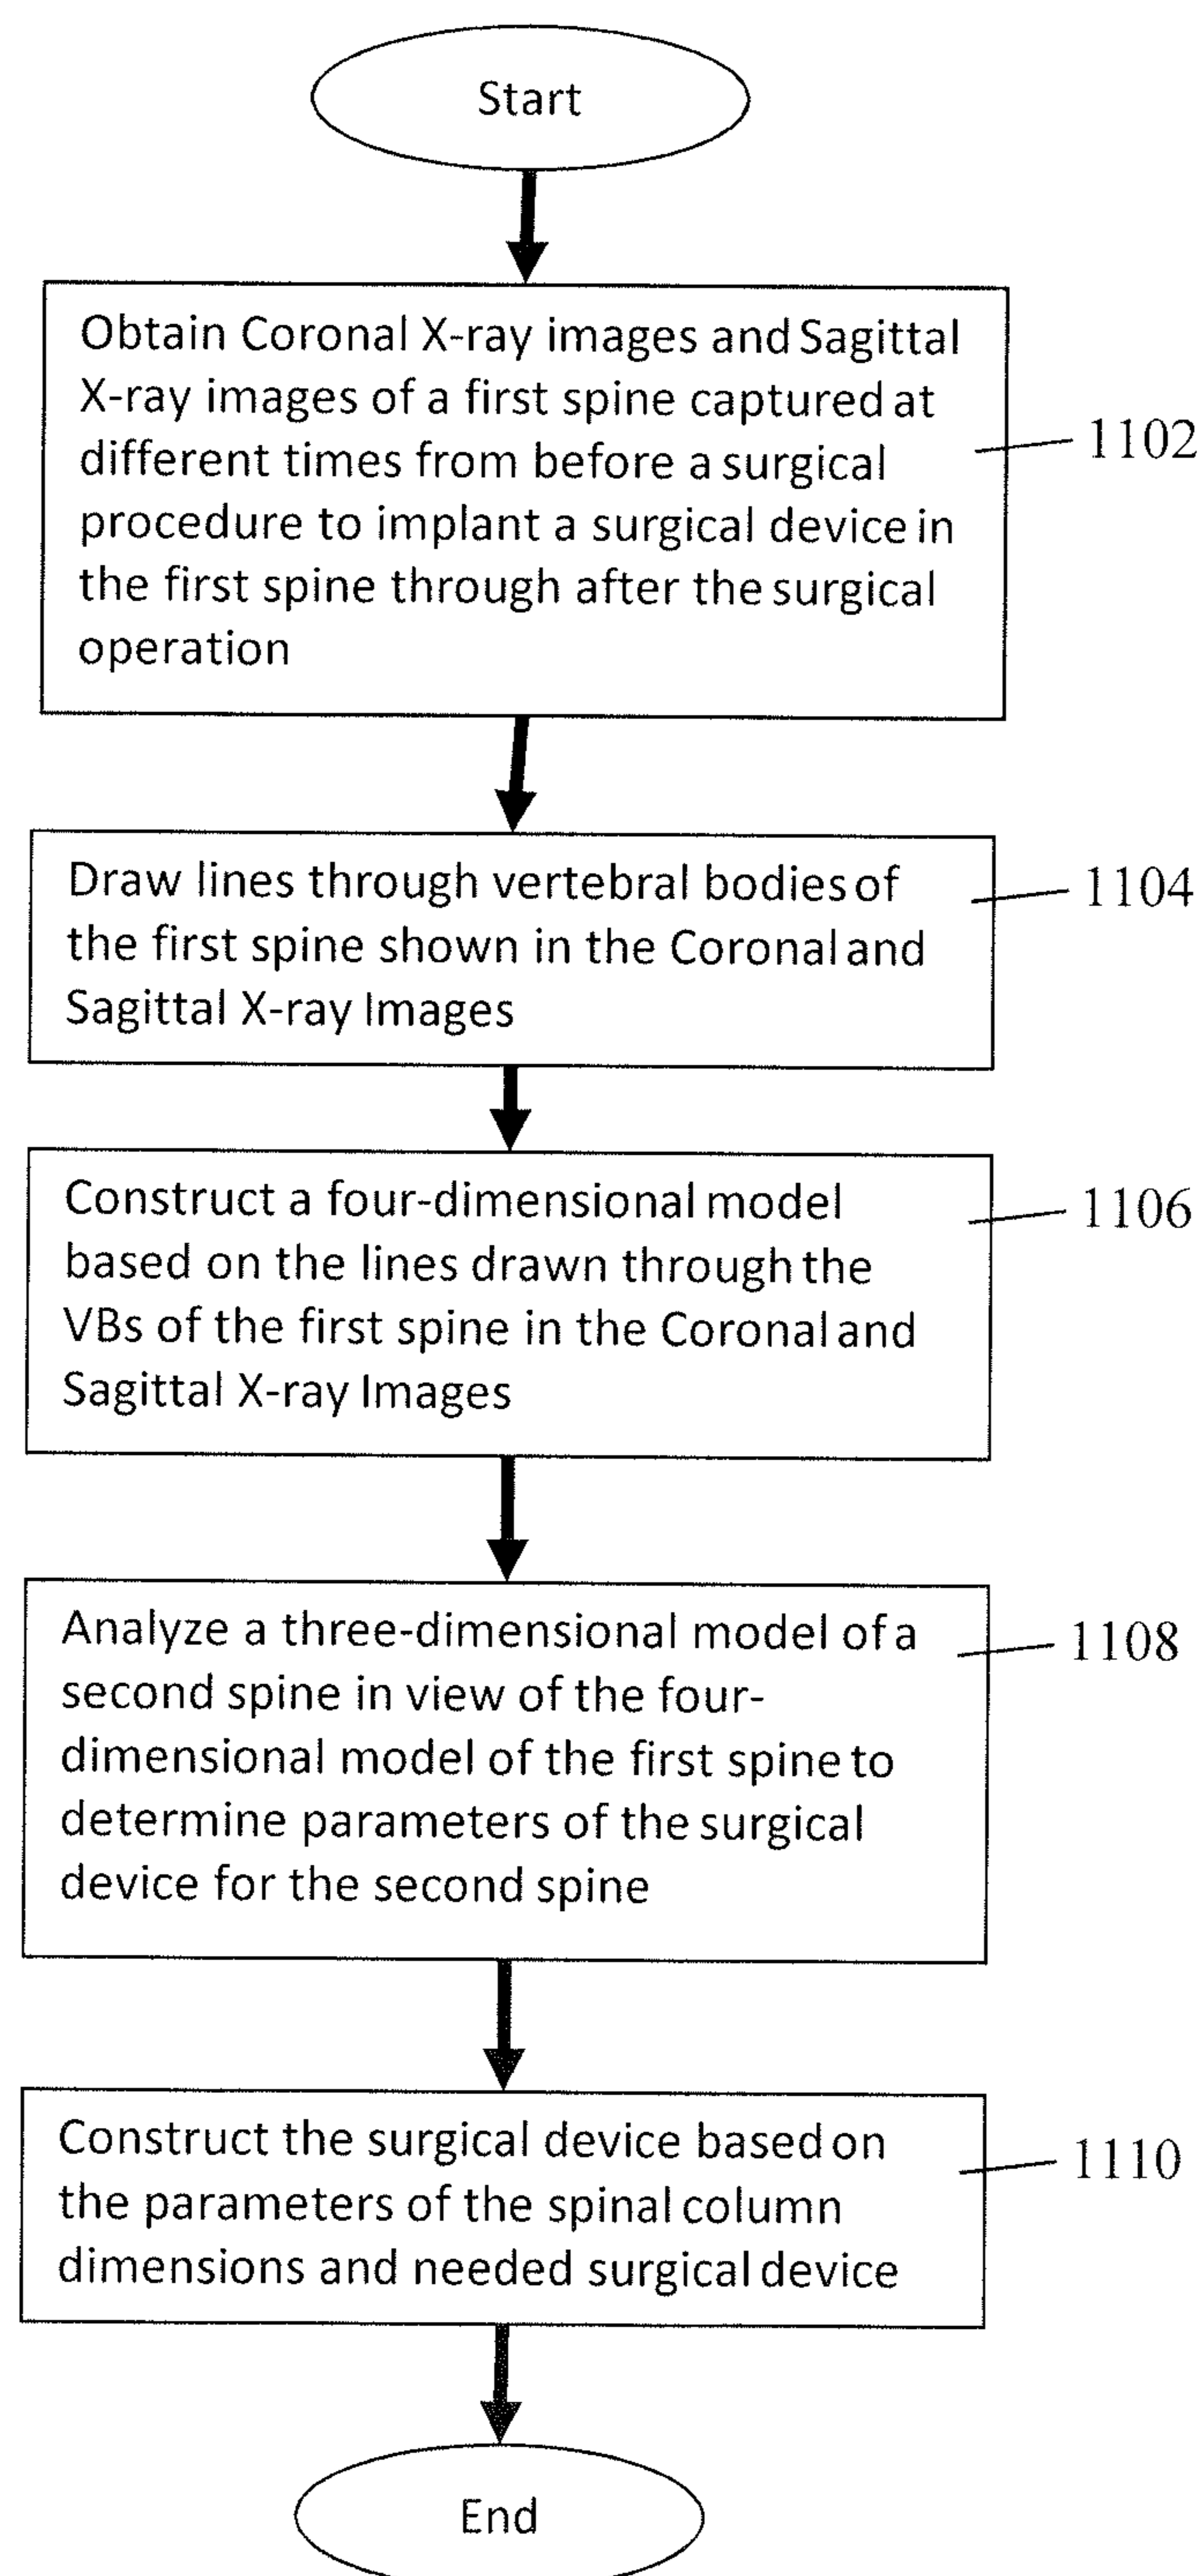 Start
Obtain Coronal X-ray images and Sagittal
X-ray images of a first spine captured at
different times from before a surgical
procedure to implant a surgical device in
the first spine through after the surgical
operation
1102
Draw lines through vertebral bodies of
the first spine shown in the Coronal and
Sagittal X-ray Images
1104
Construct a four-dimensional model
based on the lines drawn through the
VBs of the first spine in the Coronal and
Sagittal X-ray Images
1106
Analyze a three-dimensional model of a
second spine in view of the four-
dimensional model of the first spine to
determine parameters of the surgical
device for the second spine
1108
Construct the surgical device based on
the parameters of the spinal column
dimensions and needed surgical device
1110
End